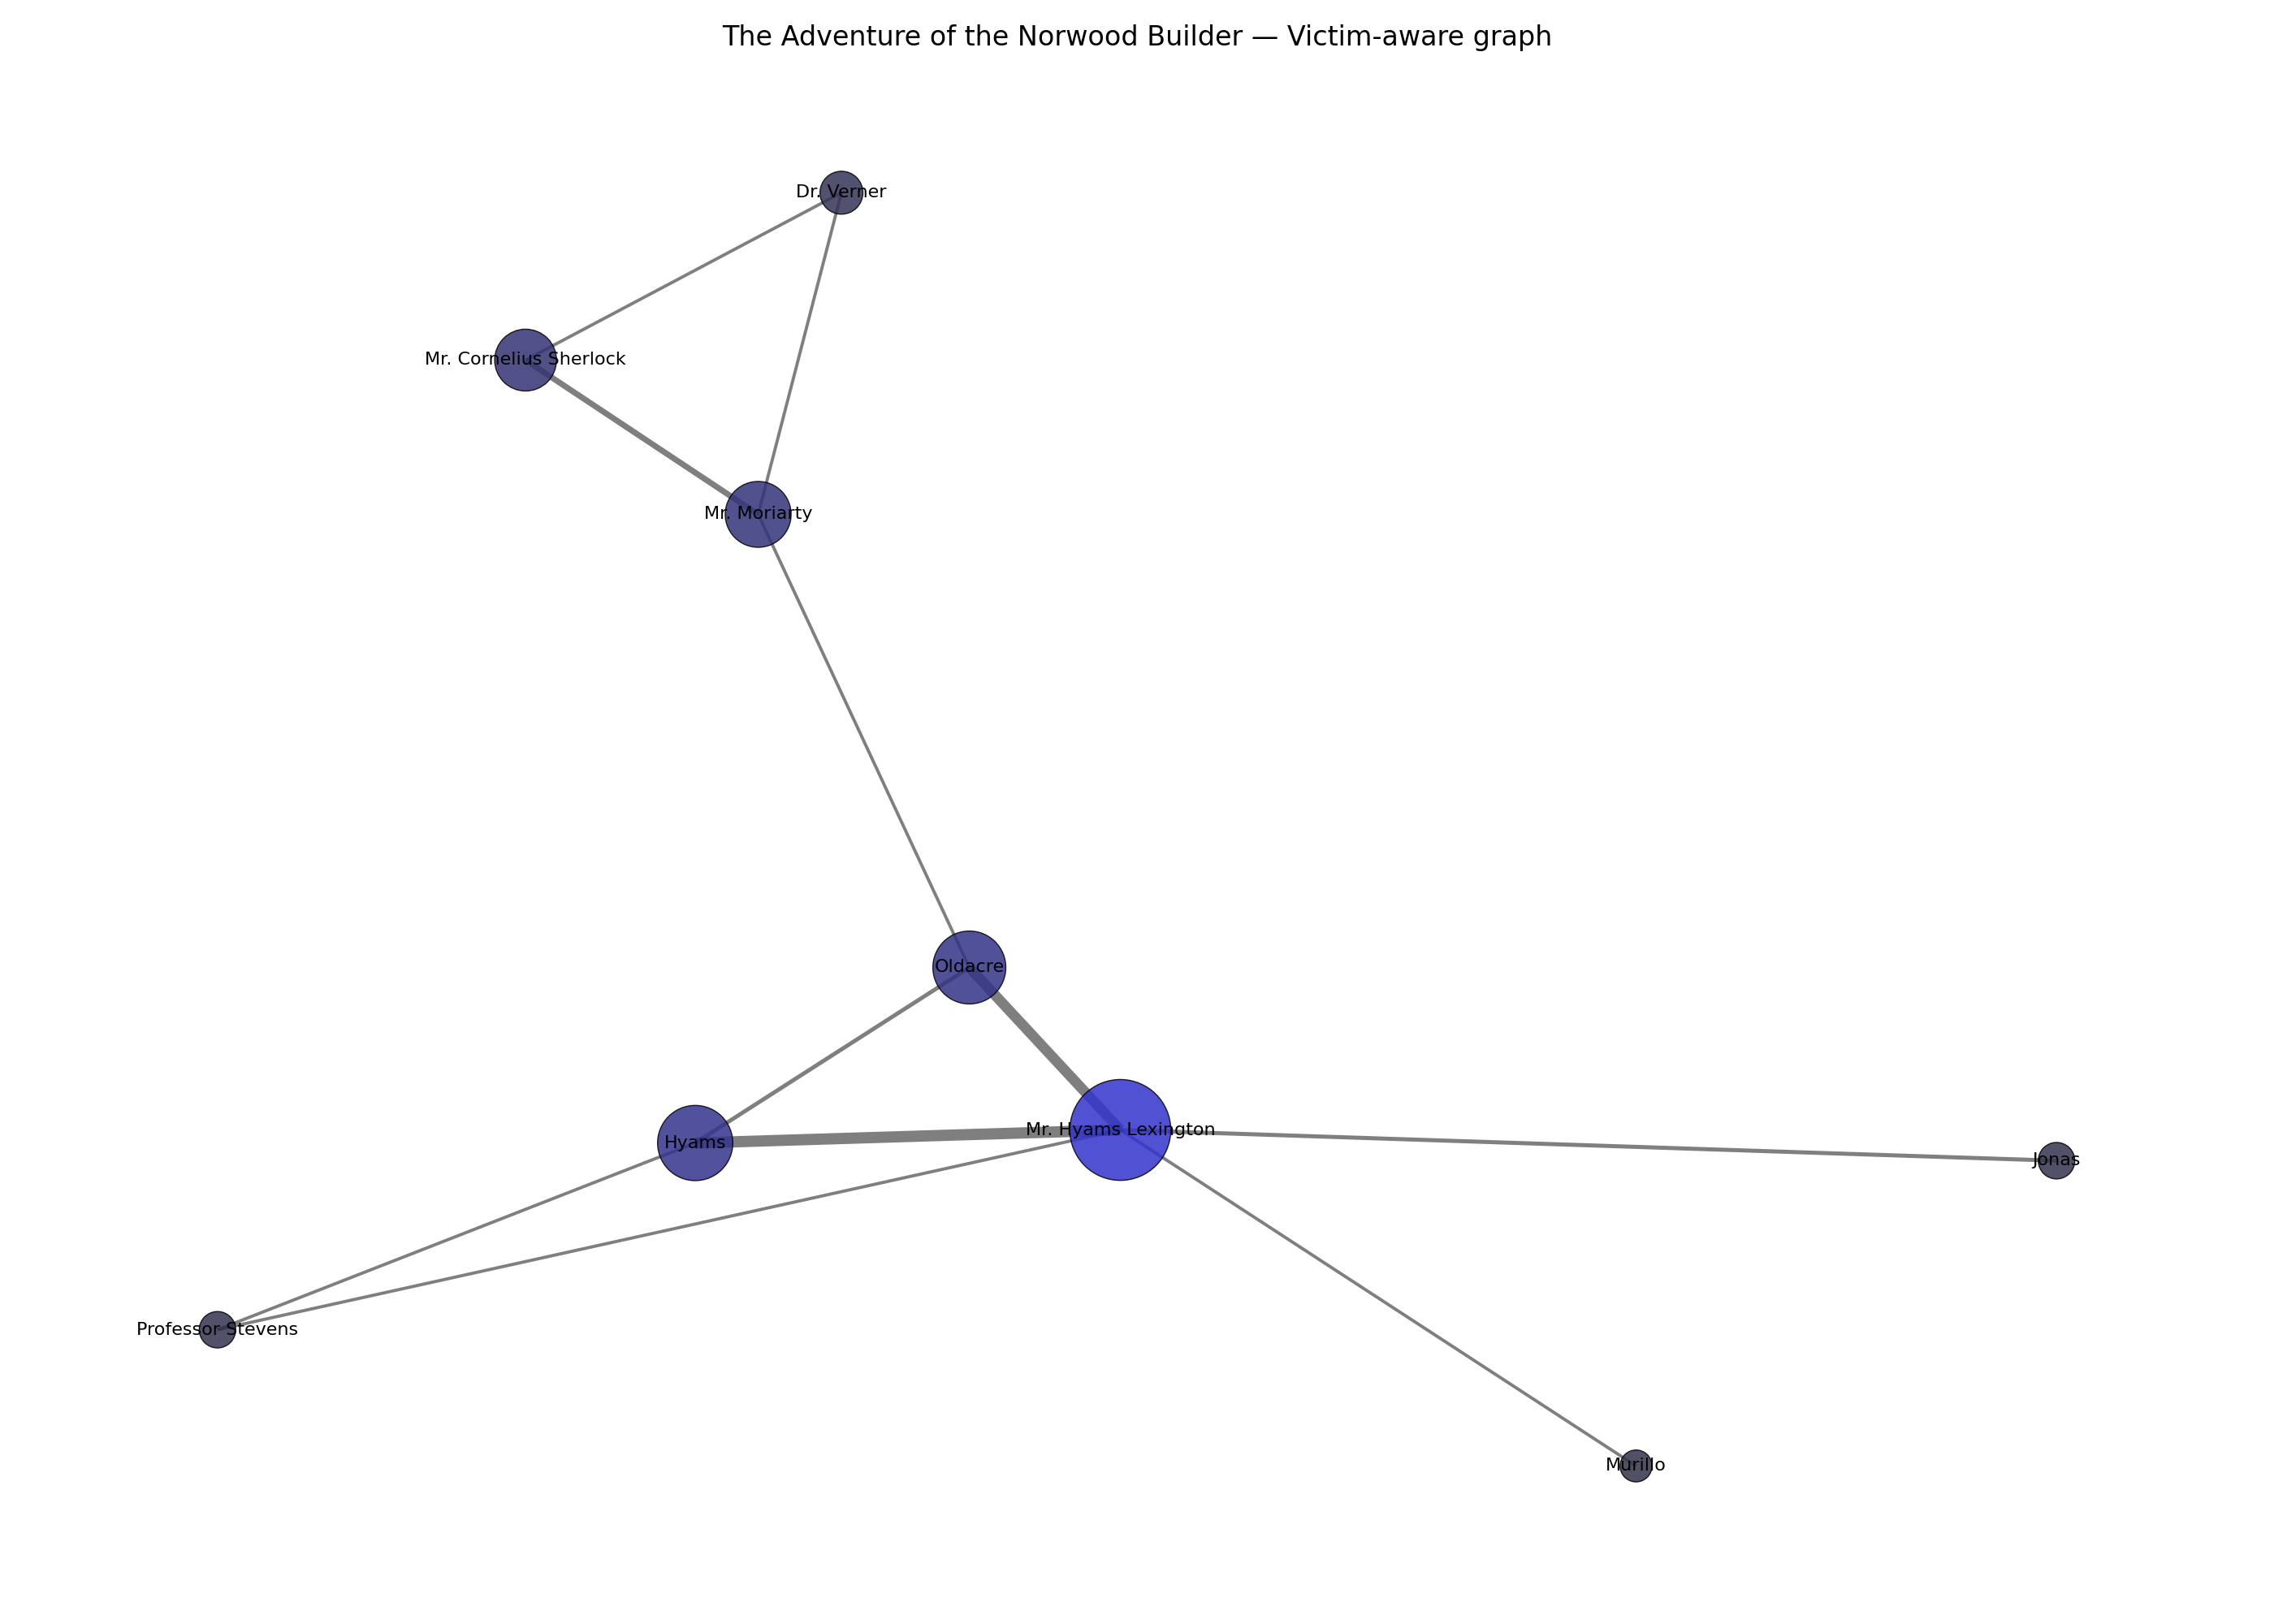 The Adventure of the Norwood Builder — Victim-aware graph
Dr. Verner
Mr. Cornelius Sherlock
Mr. Moriarty
Oldacre
Mr. Hyams Lexington
Hyams
Jonas
Professor Stevens
Murillo